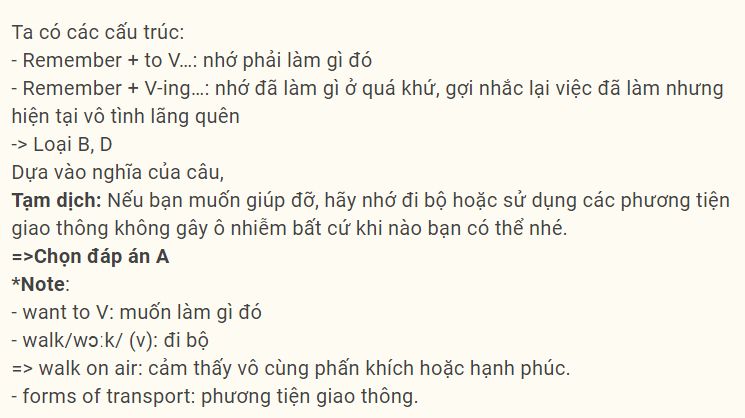 Ta có các cấu trúc:
- Remember + to V...: nhớ phải làm gì đó
- Remember + V-ing...: nhớ đã làm gì ở quá khứ, gợi nhắc lại việc đã làm nhưng
hiện tại vô tình lãng quên
-> Loại B, D
Dựa vào nghĩa của câu,
Tạm dịch: Nếu bạn muốn giúp đỡ, hãy nhớ đi bộ hoặc sử dụng các phương tiện
giao thông không gây ô nhiễm bất cứ khi nào bạn có thể nhé.
=>Chọn đáp án A
*Note:
- want to V: muốn làm gì đó
- walk/wɔːk/ (v): đi bộ
=> walk on air: cảm thấy vô cùng phấn khích hoặc hạnh phúc.
- forms of transport: phương tiện giao thông.